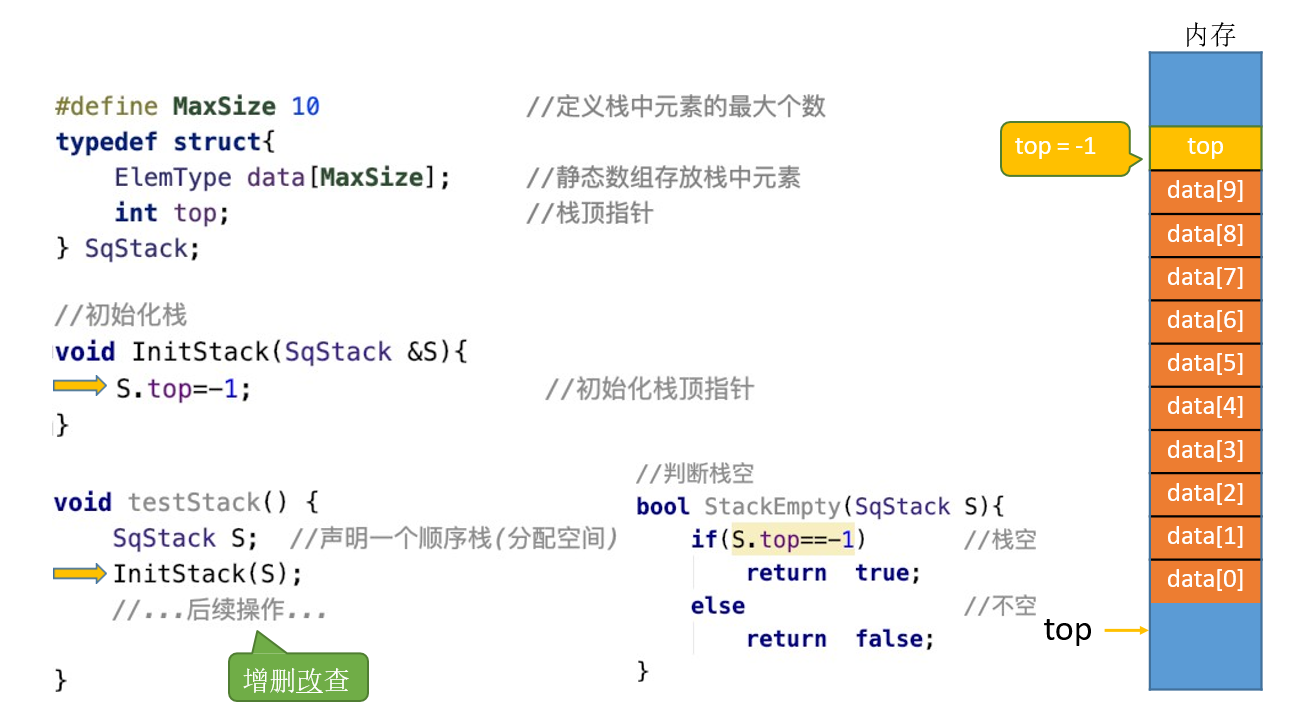 #define MaxSize 10 //定义栈中元素的最大个数
typedef struct{
ElemType data[MaxSize]; //静态数组存放栈中元素
int top; //栈顶指针
} SqStack;
//初始化栈
void InitStack(SqStack &S){
S.top=-1; //初始化栈顶指针
}
void testStack() {
SqStack S; //声明一个顺序栈(分配空间)
InitStack(S);
//...后续操作...
}
增删改查
//判断栈空
bool StackEmpty(SqStack S){
if(S.top==-1) //栈空
return true;
else //不空
return false;
}
内存
top = -1
top
data[9]
data[8]
data[7]
data[6]
data[5]
data[4]
data[3]
data[2]
data[1]
data[0]
top